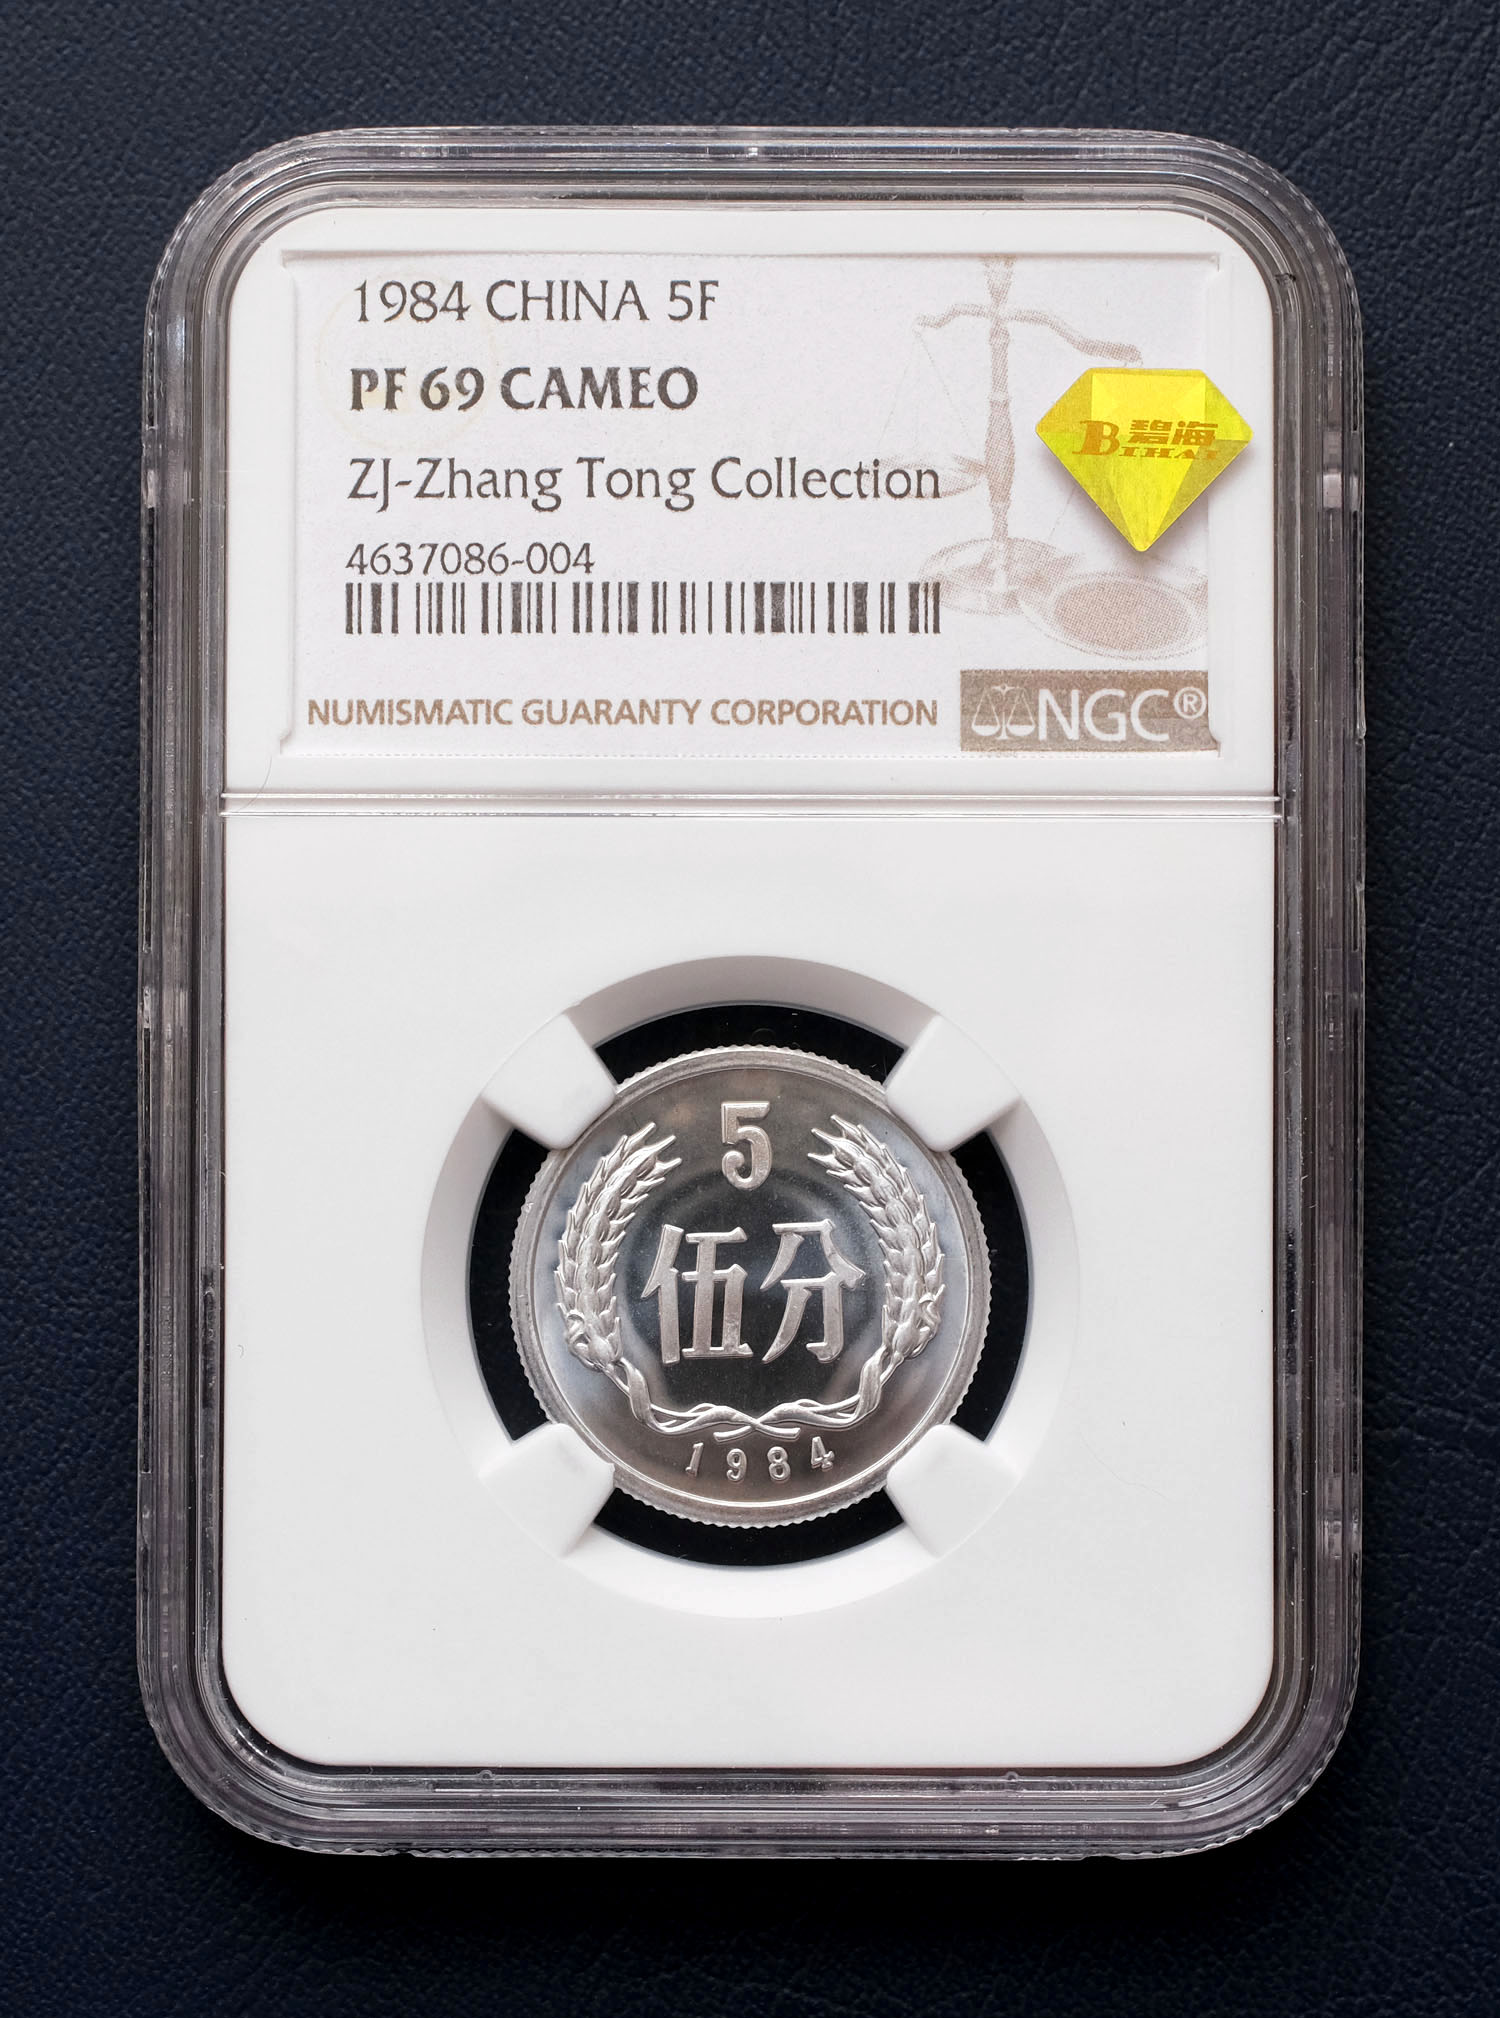 1984 CHINA 5F
PF 69 CAMEO
ZJ-Zhang Tong Collection
4637086-004
NUMISMATIC GUARANTY CORPORATION
NGC®
碧海
BIHAI
5
伍分
1984